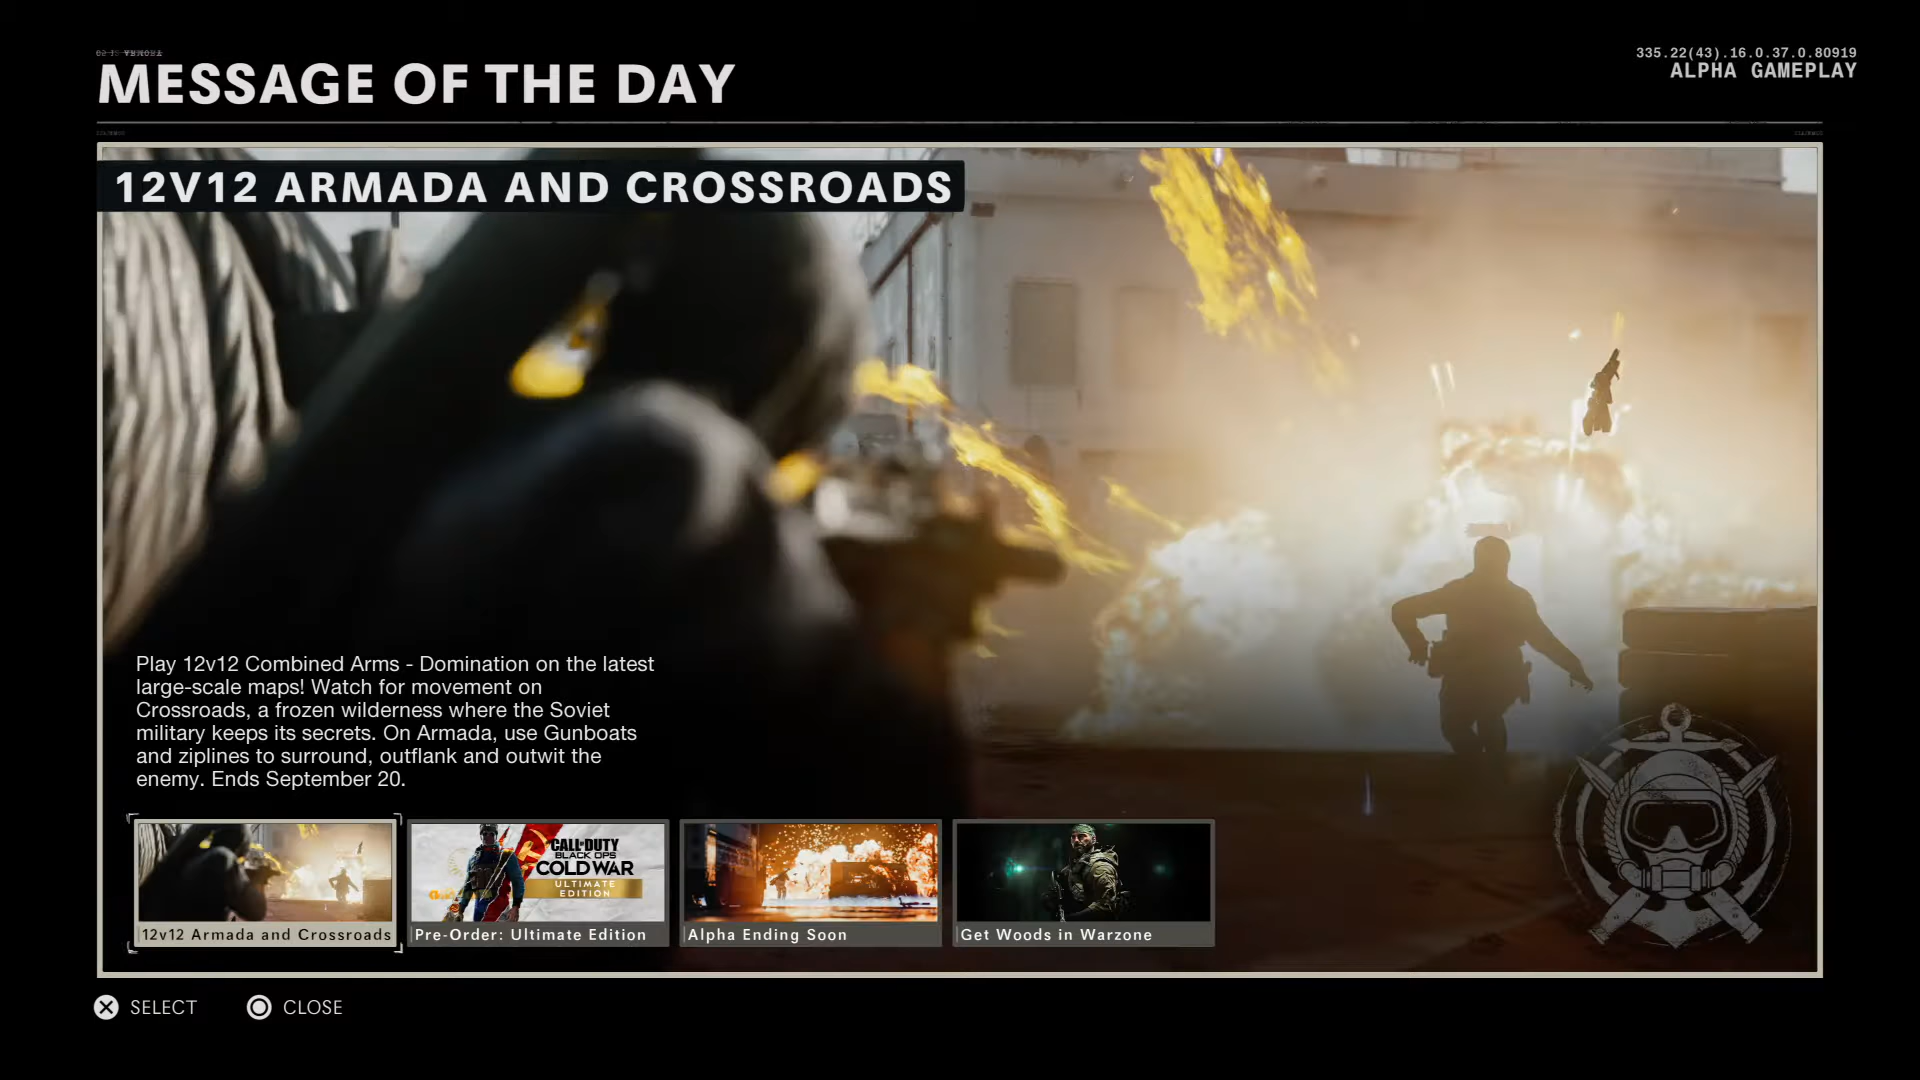 MESSAGE OF THE DAY
335.22(43).16.0.37.0.80919
ALPHA GAMEPLAY
12V12 ARMADA AND CROSSROADS
Play 12v12 Combined Arms - Domination on the latest
large-scale maps! Watch for movement on
Crossroads, a frozen wilderness where the Soviet
military keeps its secrets. On Armada, use Gunboats
and ziplines to surround, outflank and outwit the
enemy. Ends September 20.
CALL OF DUTY
BLACK OPS
COLD WAR
ULTIMATE
EDITION
12v12 Armada and Crossroads
Pre-Order: Ultimate Edition
Alpha Ending Soon
Get Woods in Warzone
SELECT
CLOSE